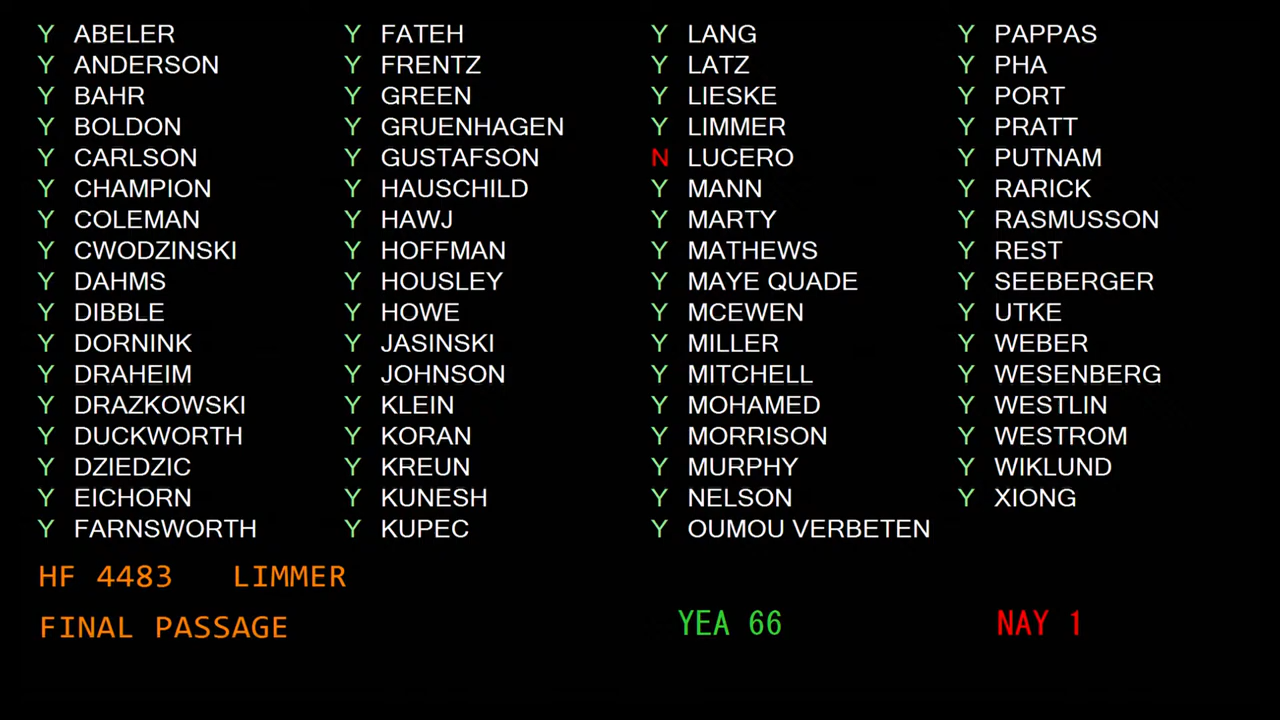 Y ABELER Y FATEH Y LANG Y PAPPAS
Y ANDERSON Y FRENTZ Y LATZ Y PHA
Y BAHR Y GREEN Y LIESKE Y PORT
Y BOLDON Y GRUENHAGEN Y LIMMER Y PRATT
Y CARLSON Y GUSTAFSON N LUCERO Y PUTNAM
Y CHAMPION Y HAUSCHILD Y MANN Y RARICK
Y COLEMAN Y HAWJ Y MARTY Y RASMUSSON
Y CWODZINSKI Y HOFFMAN Y MATHEWS Y REST
Y DAHMS Y HOUSLEY Y MAYE QUADE Y SEEBERGER
Y DIBBLE Y HOWE Y MCEWEN Y UTKE
Y DORNINK Y JASINSKI Y MILLER Y WEBER
Y DRAHEIM Y JOHNSON Y MITCHELL Y WESENBERG
Y DRAZKOWSKI Y KLEIN Y MOHAMED Y WESTLIN
Y DUCKWORTH Y KORAN Y MORRISON Y WESTROM
Y DZIEDZIC Y KREUN Y MURPHY Y WIKLUND
Y EICHORN Y KUNESH Y NELSON Y XIONG
Y FARNSWORTH Y KUPEC Y OUMOU VERBETEN
HF 4483 LIMMER
FINAL PASSAGE YEA 66 NAY 1